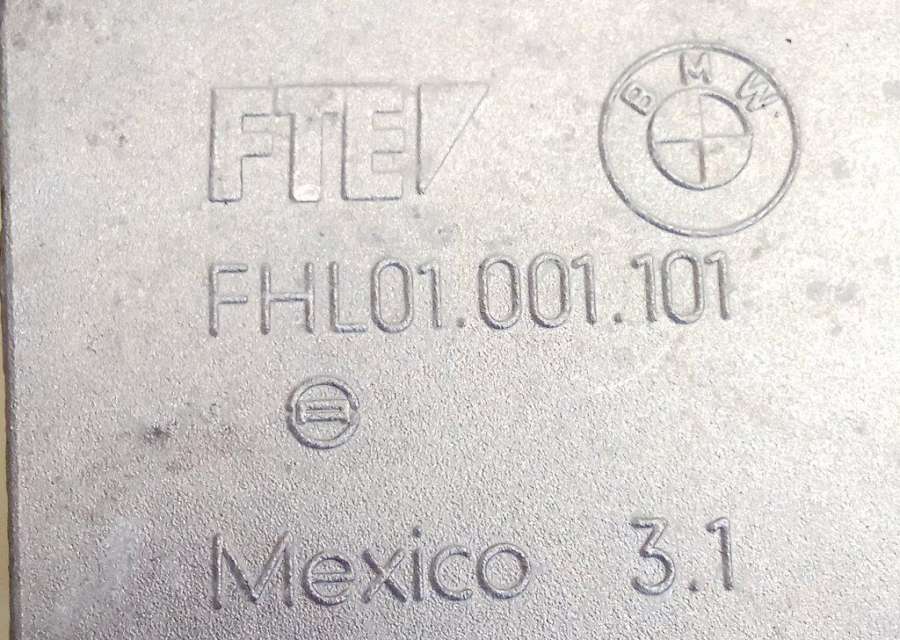 FTE
BMW
FHL01.001.101
Mexico 3.1